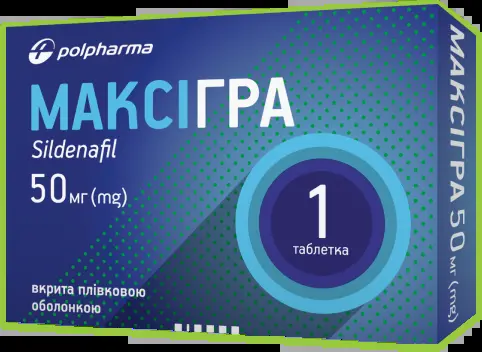 polpharma
МАКСІГРА
Sildenafil
50 мг (mg)
1
таблетка
вкрита плівковою
оболонкою
МАКСІГРА 50 мг (mg)